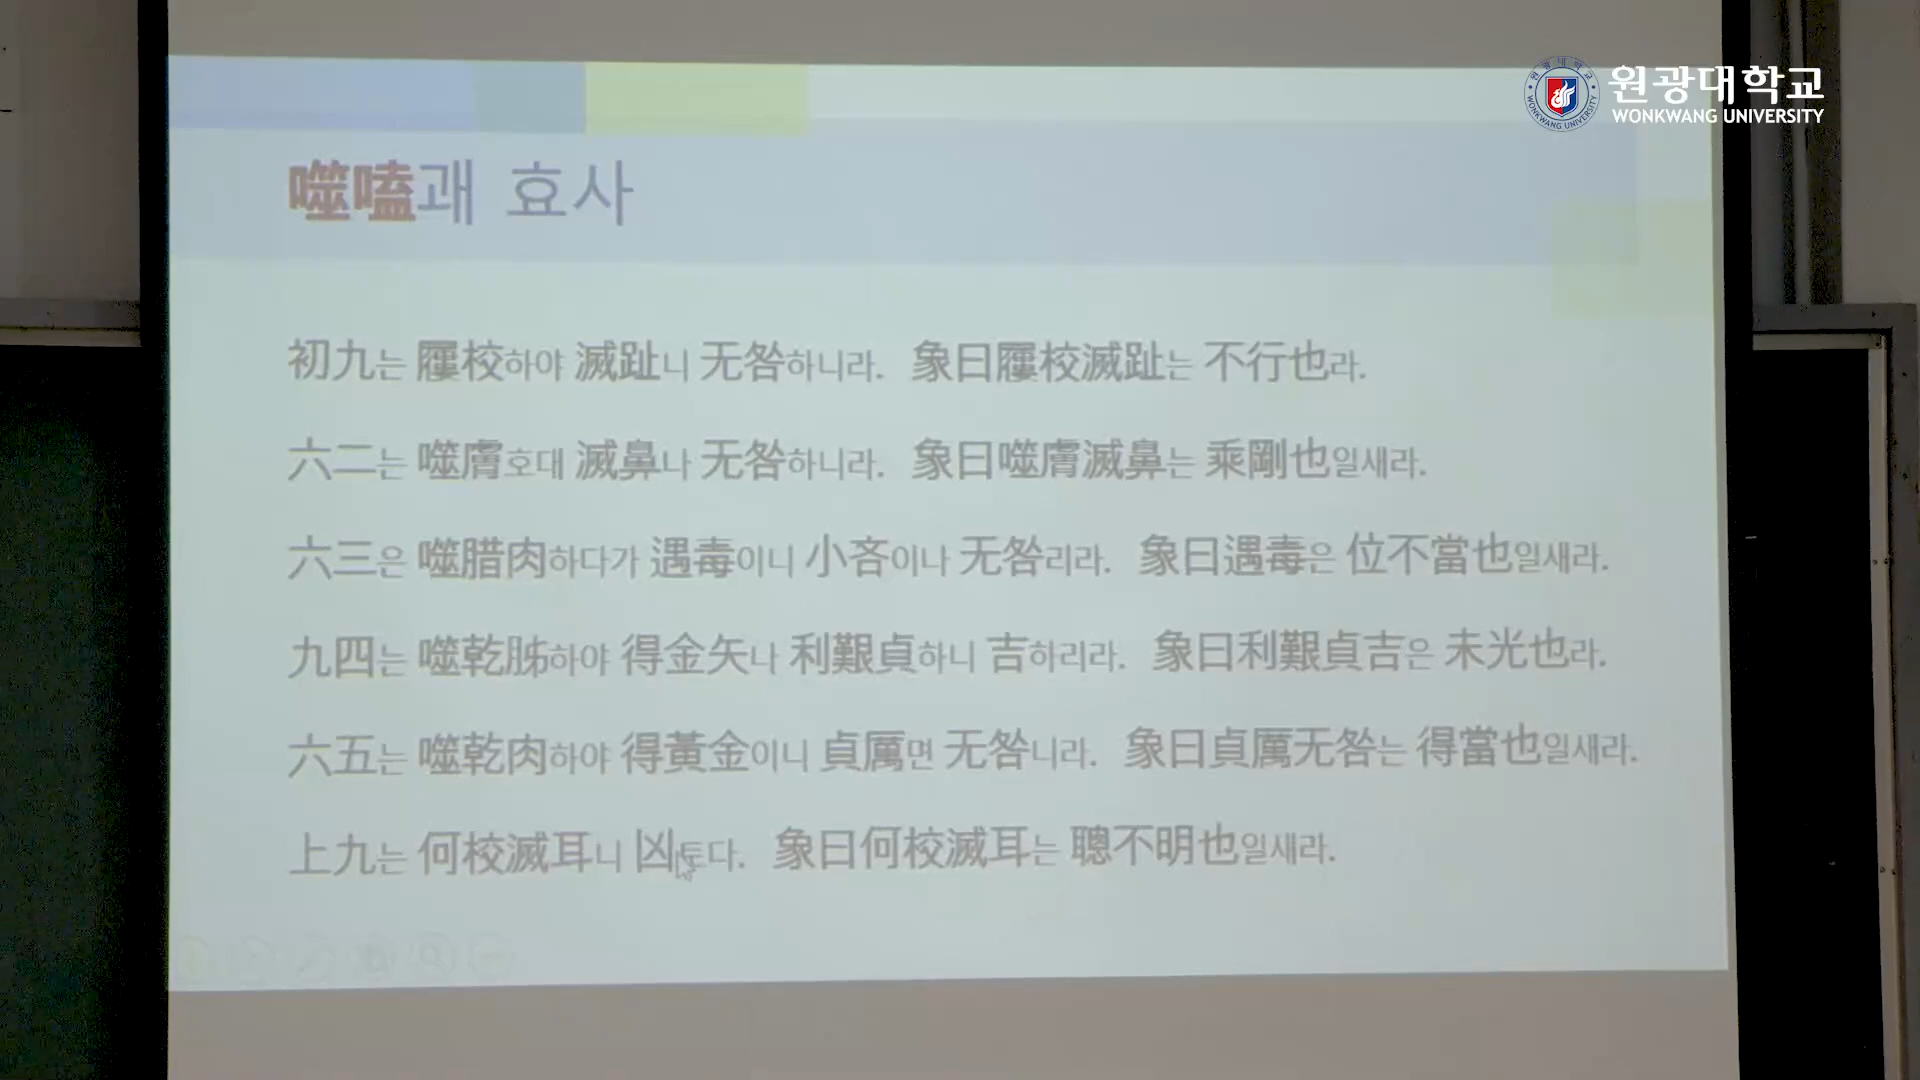 원광대학교
WONKWANG UNIVERSITY
噬嗑괘 효사
初九는 屨校하야 滅趾니 无咎하니라. 象曰屨校滅趾는 不行也라.
六二는 噬膚호대 滅鼻나 无咎하니라. 象曰噬膚滅鼻는 乘剛也일새라.
六三은 噬腊肉하다가 遇毒이니 小吝이나 无咎리라. 象曰遇毒은 位不當也일새라.
九四는 噬乾胏하야 得金矢나 利艱貞하니 吉하리라. 象曰利艱貞吉은 未光也라.
六五는 噬乾肉하야 得黃金이니 貞厲면 无咎니라. 象曰貞厲无咎는 得當也일새라.
上九는 何校滅耳니 凶토다. 象曰何校滅耳는 聰不明也일새라.